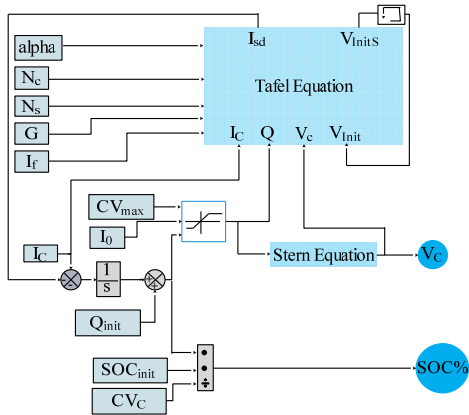 I_sd V_InitS
alpha
Tafel Equation
N_c
N_s
G
I_f
I_C Q V_c V_Init
CV_max
I_0
I_C
Stern Equation
V_C
1
s
Q_init
SOC_init
SOC%
CV_C